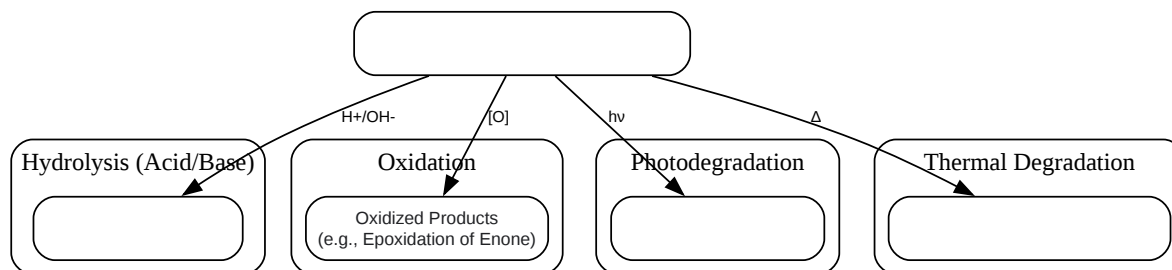 H+/OH-
[O]
hν
Δ
Hydrolysis (Acid/Base)
Oxidation
Photodegradation
Thermal Degradation
Oxidized Products
(e.g., Epoxidation of Enone)